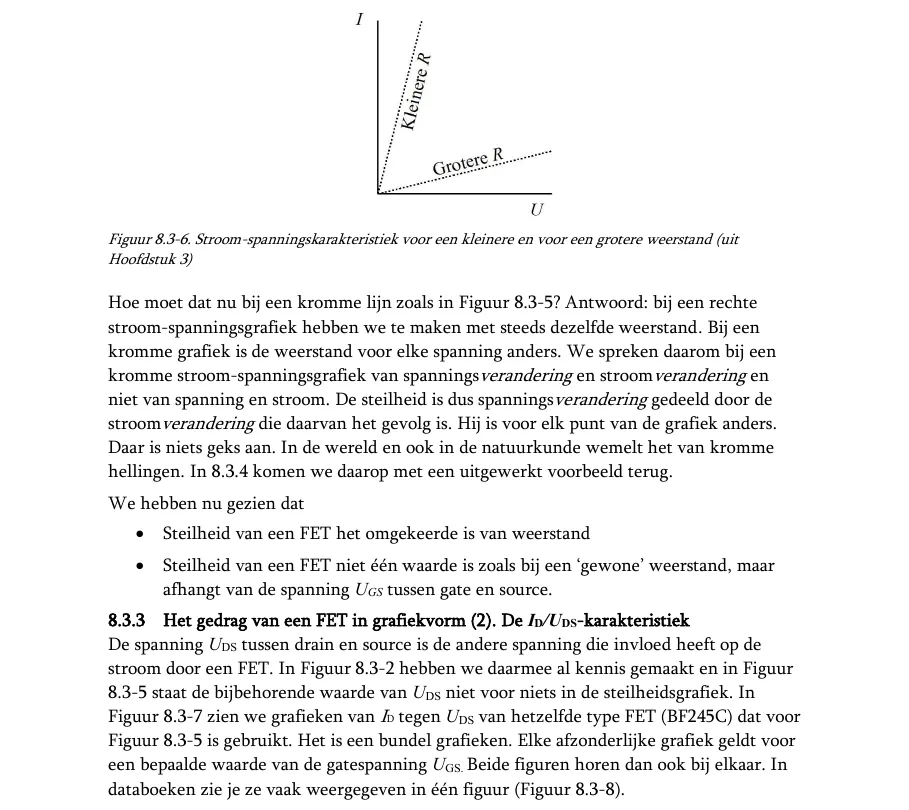 I
Kleinere R
Grotere R
U
Figuur 8.3-6. Stroom-spanningskarakteristiek voor een kleinere en voor een grotere weerstand (uit
Hoofdstuk 3)
Hoe moet dat nu bij een kromme lijn zoals in Figuur 8.3-5? Antwoord: bij een rechte
stroom-spanningsgrafiek hebben we te maken met steeds dezelfde weerstand. Bij een
kromme grafiek is de weerstand voor elke spanning anders. We spreken daarom bij een
kromme stroom-spanningsgrafiek van spanningsverandering en stroomverandering en
niet van spanning en stroom. De steilheid is dus spanningsverandering gedeeld door de
stroomverandering die daarvan het gevolg is. Hij is voor elk punt van de grafiek anders.
Daar is niets geks aan. In de wereld en ook in de natuurkunde wemelt het van kromme
hellingen. In 8.3.4 komen we daarop met een uitgewerkt voorbeeld terug.
We hebben nu gezien dat
• Steilheid van een FET het omgekeerde is van weerstand
• Steilheid van een FET niet één waarde is zoals bij een ‘gewone’ weerstand, maar
afhangt van de spanning UGS tussen gate en source.
8.3.3 Het gedrag van een FET in grafiekvorm (2). De ID/UDS-karakteristiek
De spanning UDS tussen drain en source is de andere spanning die invloed heeft op de
stroom door een FET. In Figuur 8.3-2 hebben we daarmee al kennis gemaakt en in Figuur
8.3-5 staat de bijbehorende waarde van UDS niet voor niets in de steilheidsgrafiek. In
Figuur 8.3-7 zien we grafieken van ID tegen UDS van hetzelfde type FET (BF245C) dat voor
Figuur 8.3-5 is gebruikt. Het is een bundel grafieken. Elke afzonderlijke grafiek geldt voor
een bepaalde waarde van de gatespanning UGS. Beide figuren horen dan ook bij elkaar. In
databoeken zie je ze vaak weergegeven in één figuur (Figuur 8.3-8).